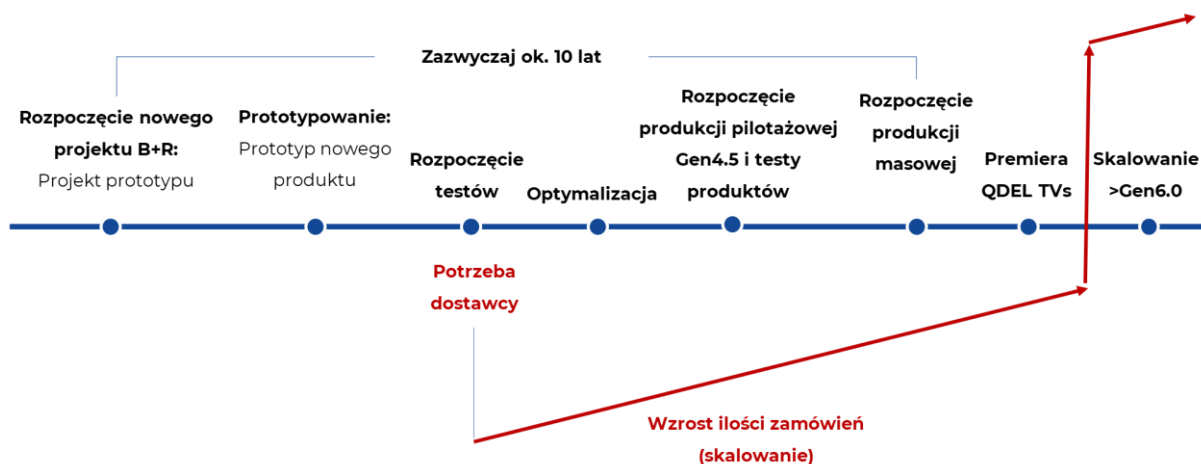 Zazwyczaj ok. 10 lat
Rozpoczęcie nowego
projektu B+R:
Projekt prototypu
Prototypowanie:
Prototyp nowego
produktu
Rozpoczęcie
testów
Optymalizacja
Rozpoczęcie
produkcji pilotażowej
Gen4.5 i testy
produktów
Rozpoczęcie
produkcji
masowej
Premiera
QDEL TVs
Skalowanie
>Gen6.0
Potrzeba
dostawcy
Wzrost ilości zamówień
(skalowanie)